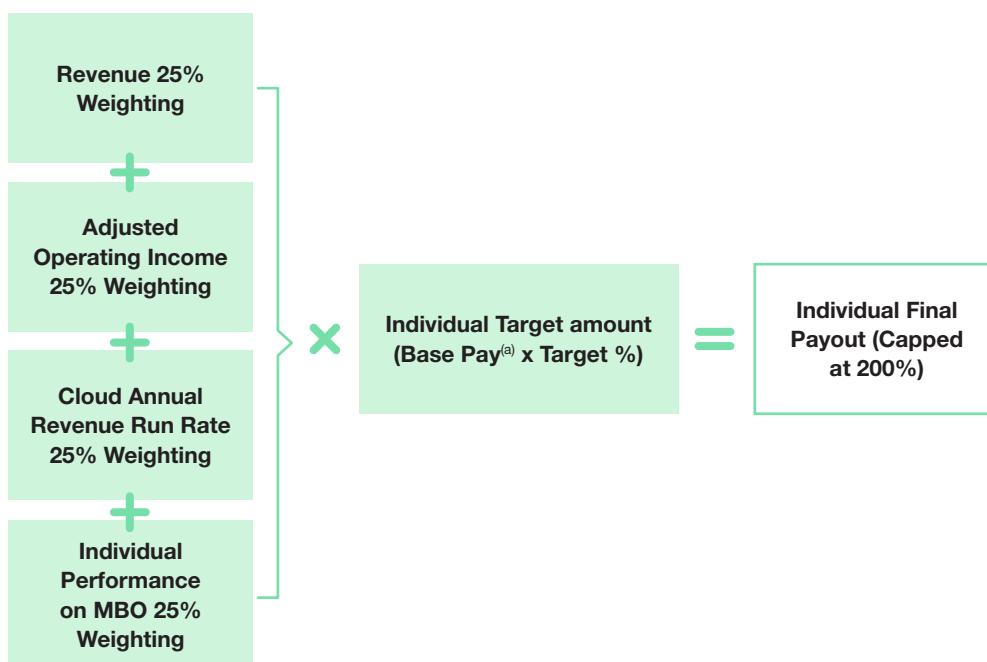 Revenue 25%
Weighting
+
Adjusted
Operating Income
25% Weighting
+
Cloud Annual
Revenue Run Rate
25% Weighting
+
Individual
Performance
on MBO 25%
Weighting
×
Individual Target amount
(Base Pay(a) x Target %)
=
Individual Final
Payout (Capped
at 200%)